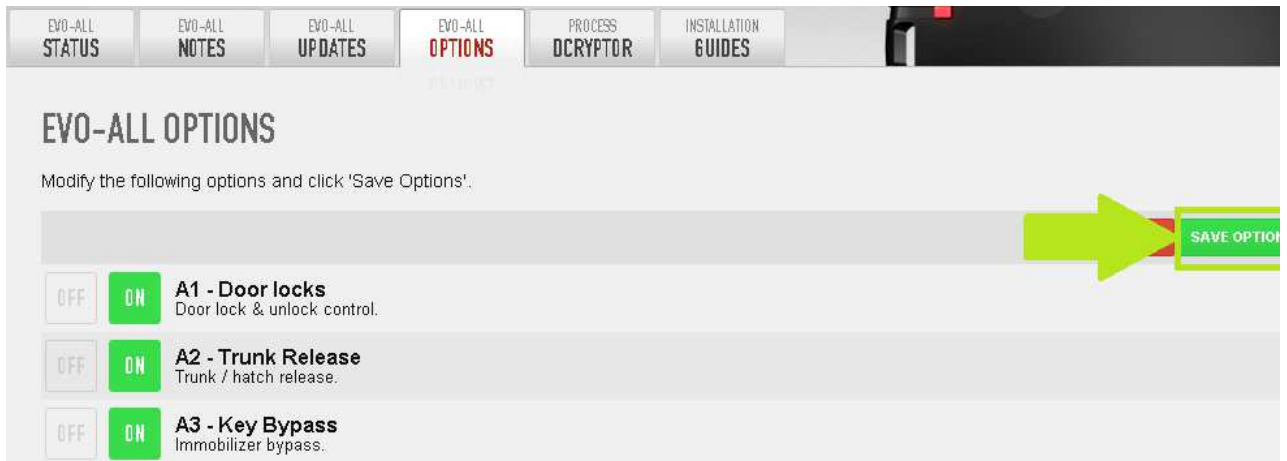 EVO-ALL
STATUS
EVO-ALL
NOTES
EVO-ALL
UPDATES
EVO-ALL
OPTIONS
PROCESS
DCRYPTOR
INSTALLATION
GUIDES
EVO-ALL OPTIONS
Modify the following options and click 'Save Options'.
SAVE OPTION
OFF ON A1 - Door locks
Door lock & unlock control.
OFF ON A2 - Trunk Release
Trunk / hatch release.
OFF ON A3 - Key Bypass
Immobilizer bypass.